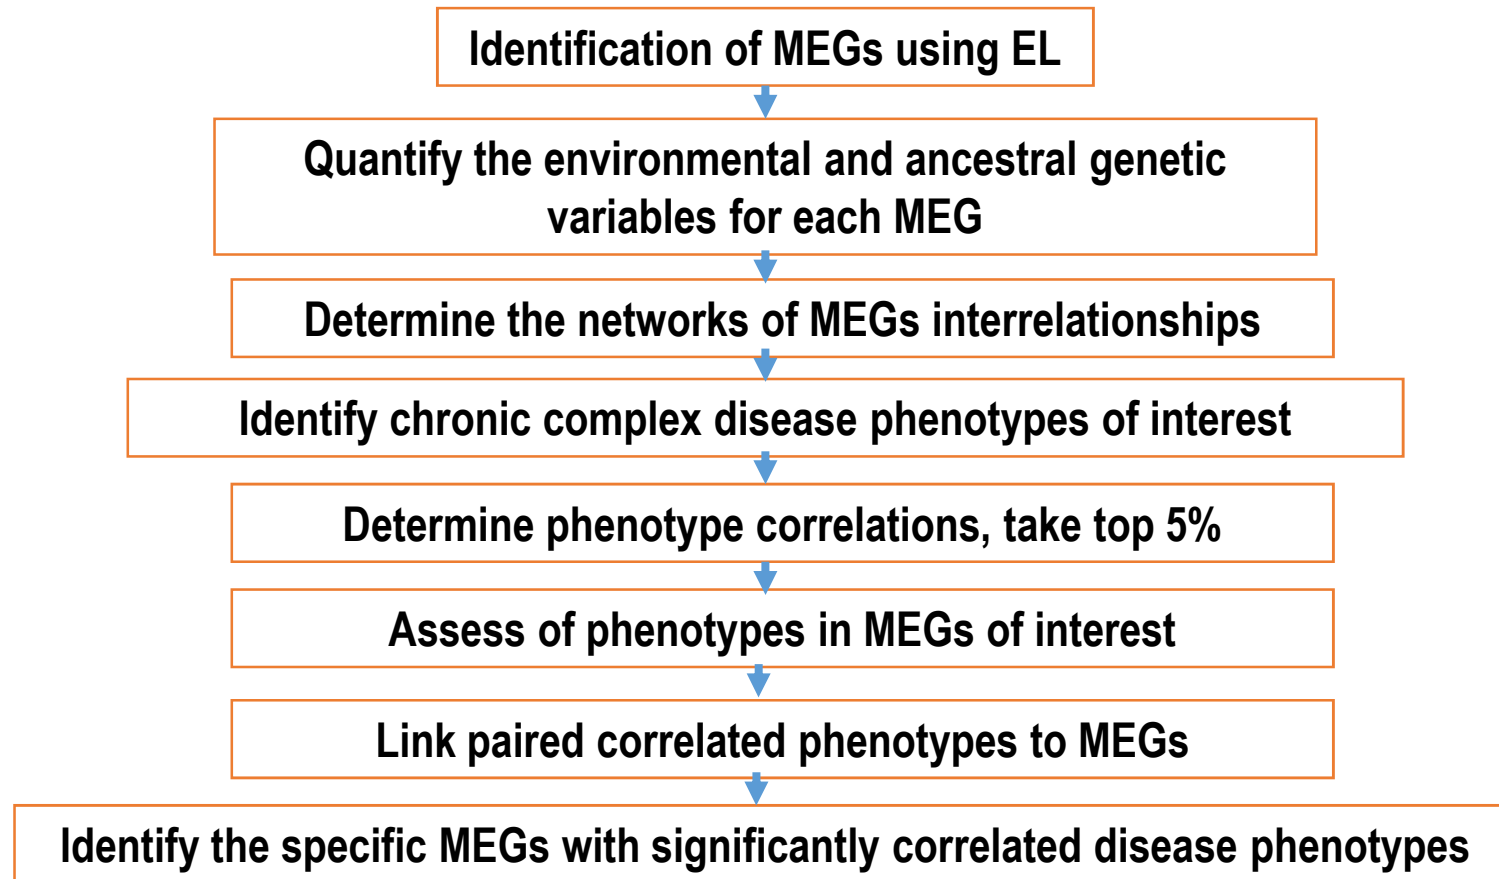 Identification of MEGs using EL
Quantify the environmental and ancestral genetic
variables for each MEG
Determine the networks of MEGs interrelationships
Identify chronic complex disease phenotypes of interest
Determine phenotype correlations, take top 5%
Assess of phenotypes in MEGs of interest
Link paired correlated phenotypes to MEGs
Identify the specific MEGs with significantly correlated disease phenotypes